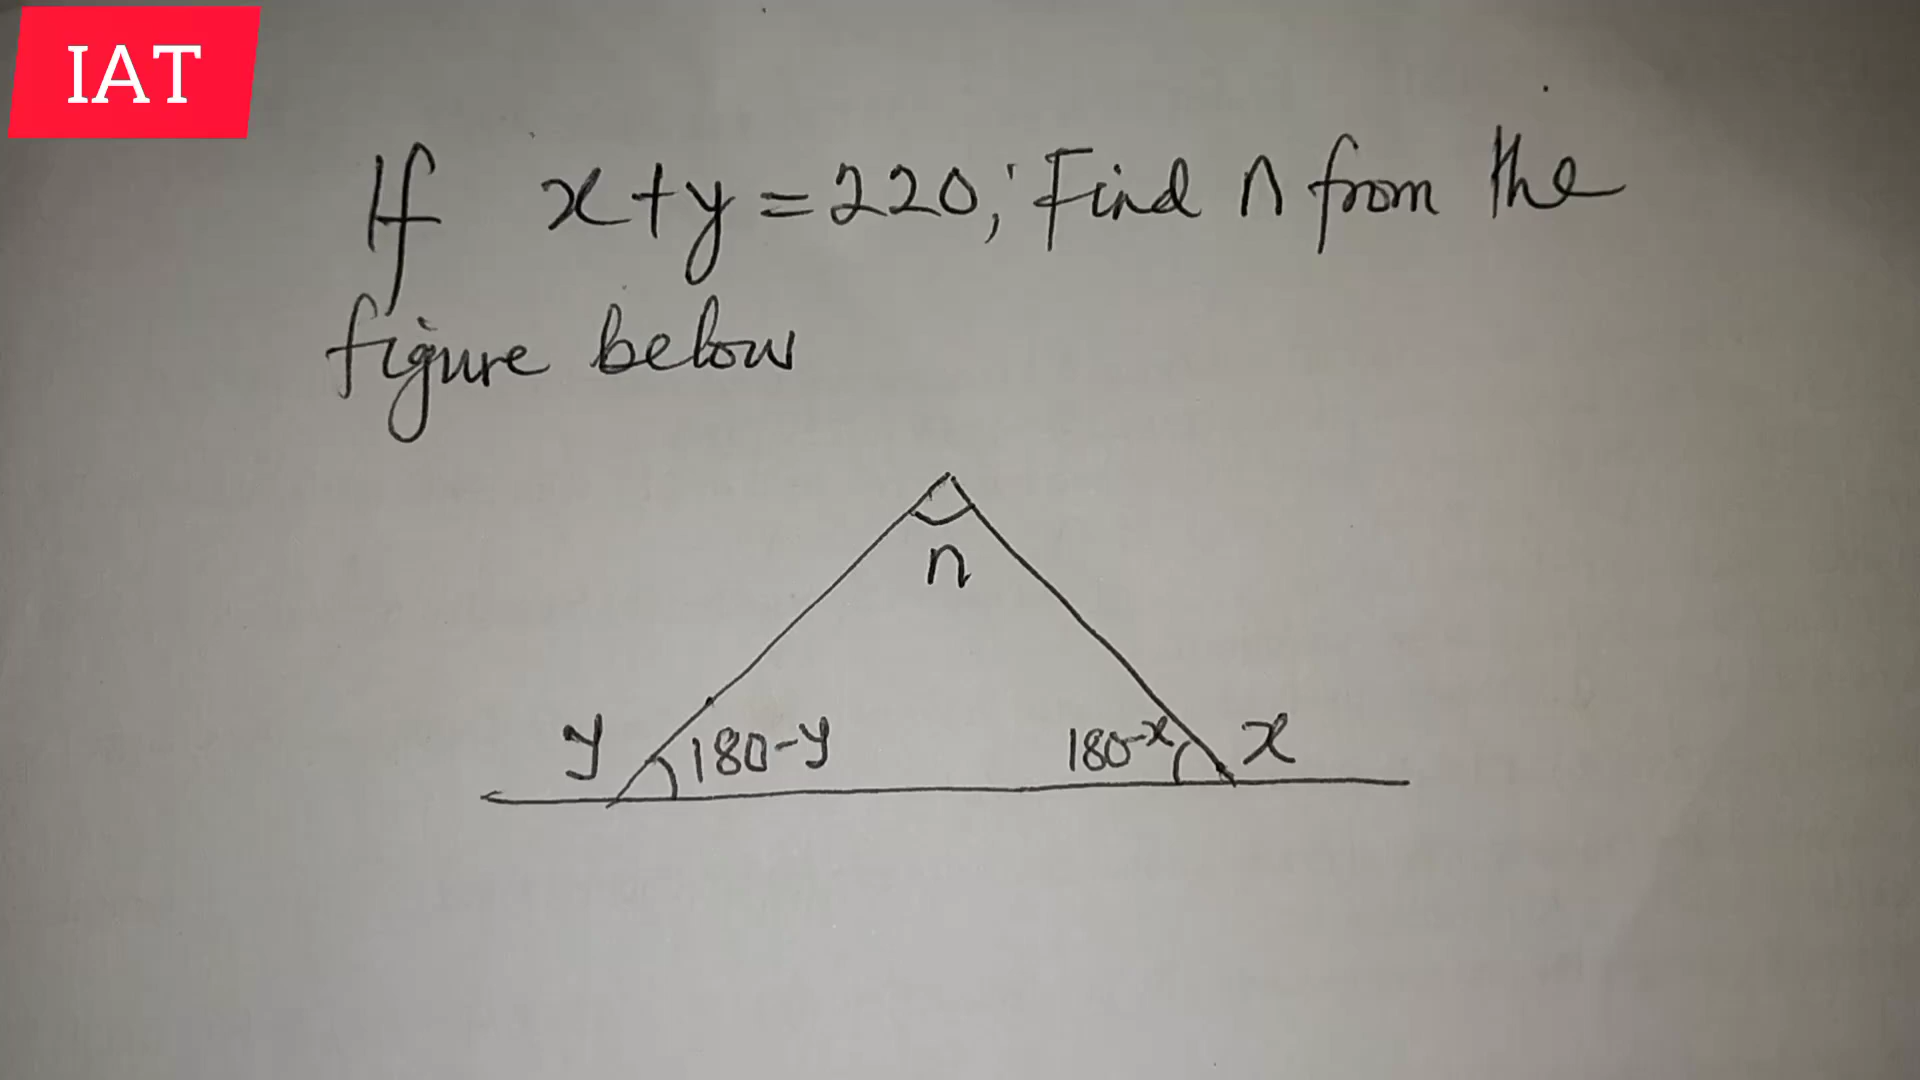 IAT
If x+y=220; Find n from the
figure below
n
y 180-y 180-x x